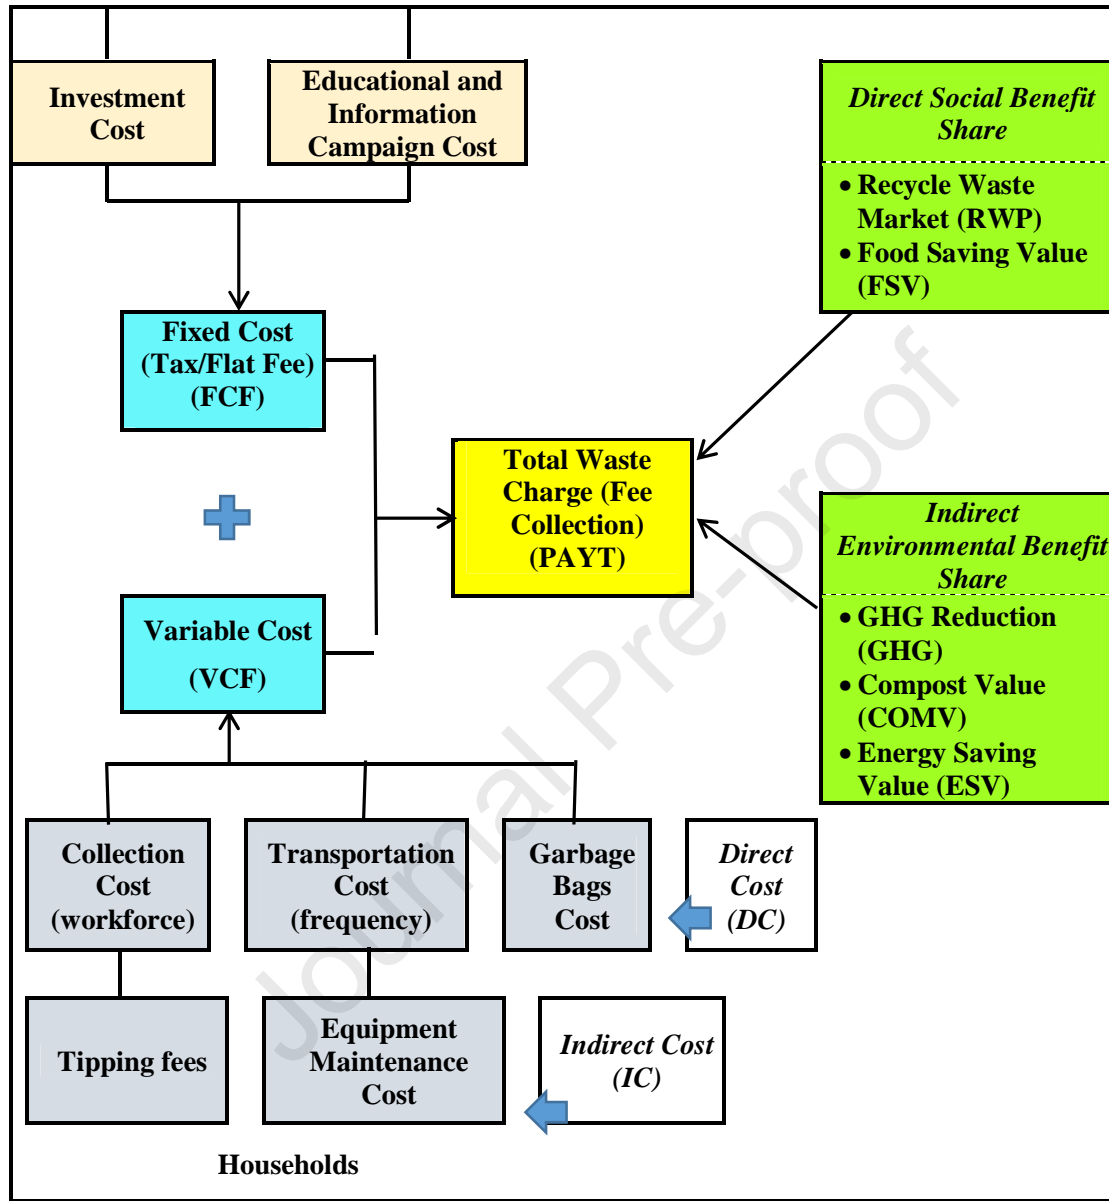 Investment
Cost
Educational and
Information
Campaign Cost
Direct Social Benefit
Share
• Recycle Waste
Market (RWP)
• Food Saving Value
(FSV)
Fixed Cost
(Tax/Flat Fee)
(FCF)
Total Waste
Charge (Fee
Collection)
(PAYT)
Indirect
Environmental Benefit
Share
• GHG Reduction
(GHG)
• Compost Value
(COMV)
• Energy Saving
Value (ESV)
Variable Cost
(VCF)
Collection
Cost
(workforce)
Transportation
Cost
(frequency)
Garbage
Bags
Cost
Direct
Cost
(DC)
Tipping fees
Equipment
Maintenance
Cost
Indirect Cost
(IC)
Households
Journal Pre-proof